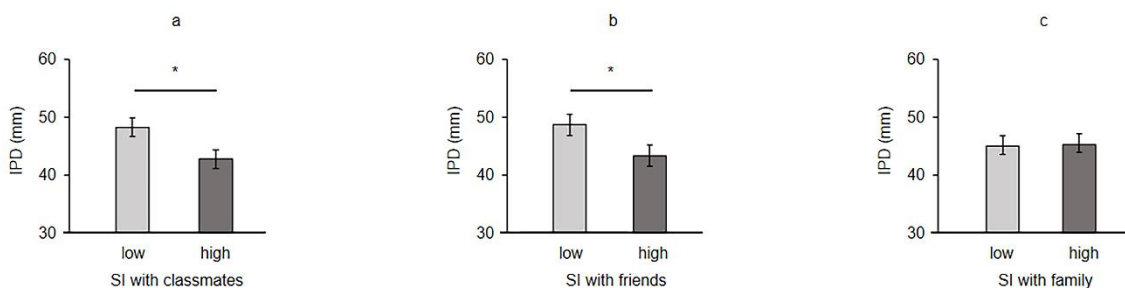 a
60
*
50
40
30
IPD (mm)
low high
SI with classmates
b
60
*
50
40
30
IPD (mm)
low high
SI with friends
c
60
50
40
30
IPD (mm)
low high
SI with family